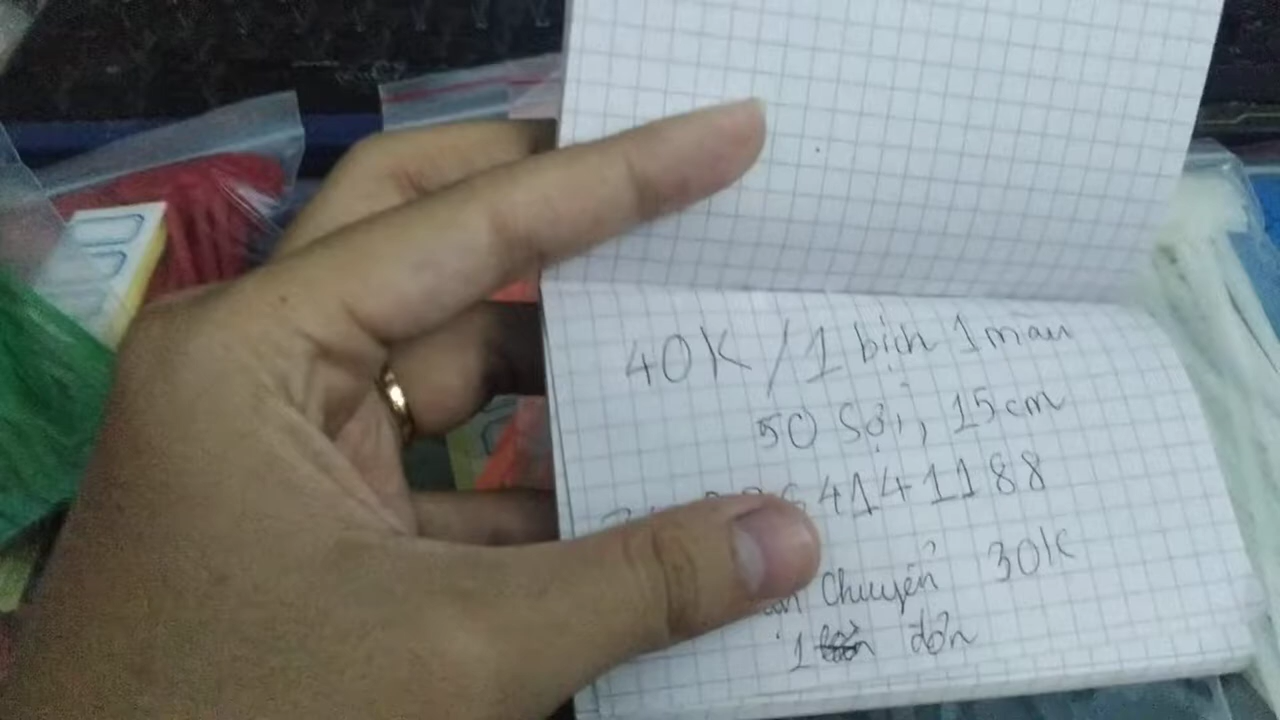 40K/1 bịch 1 màu
50 Sợi, 15cm
4141188
Chuyển 30K
1 đơn